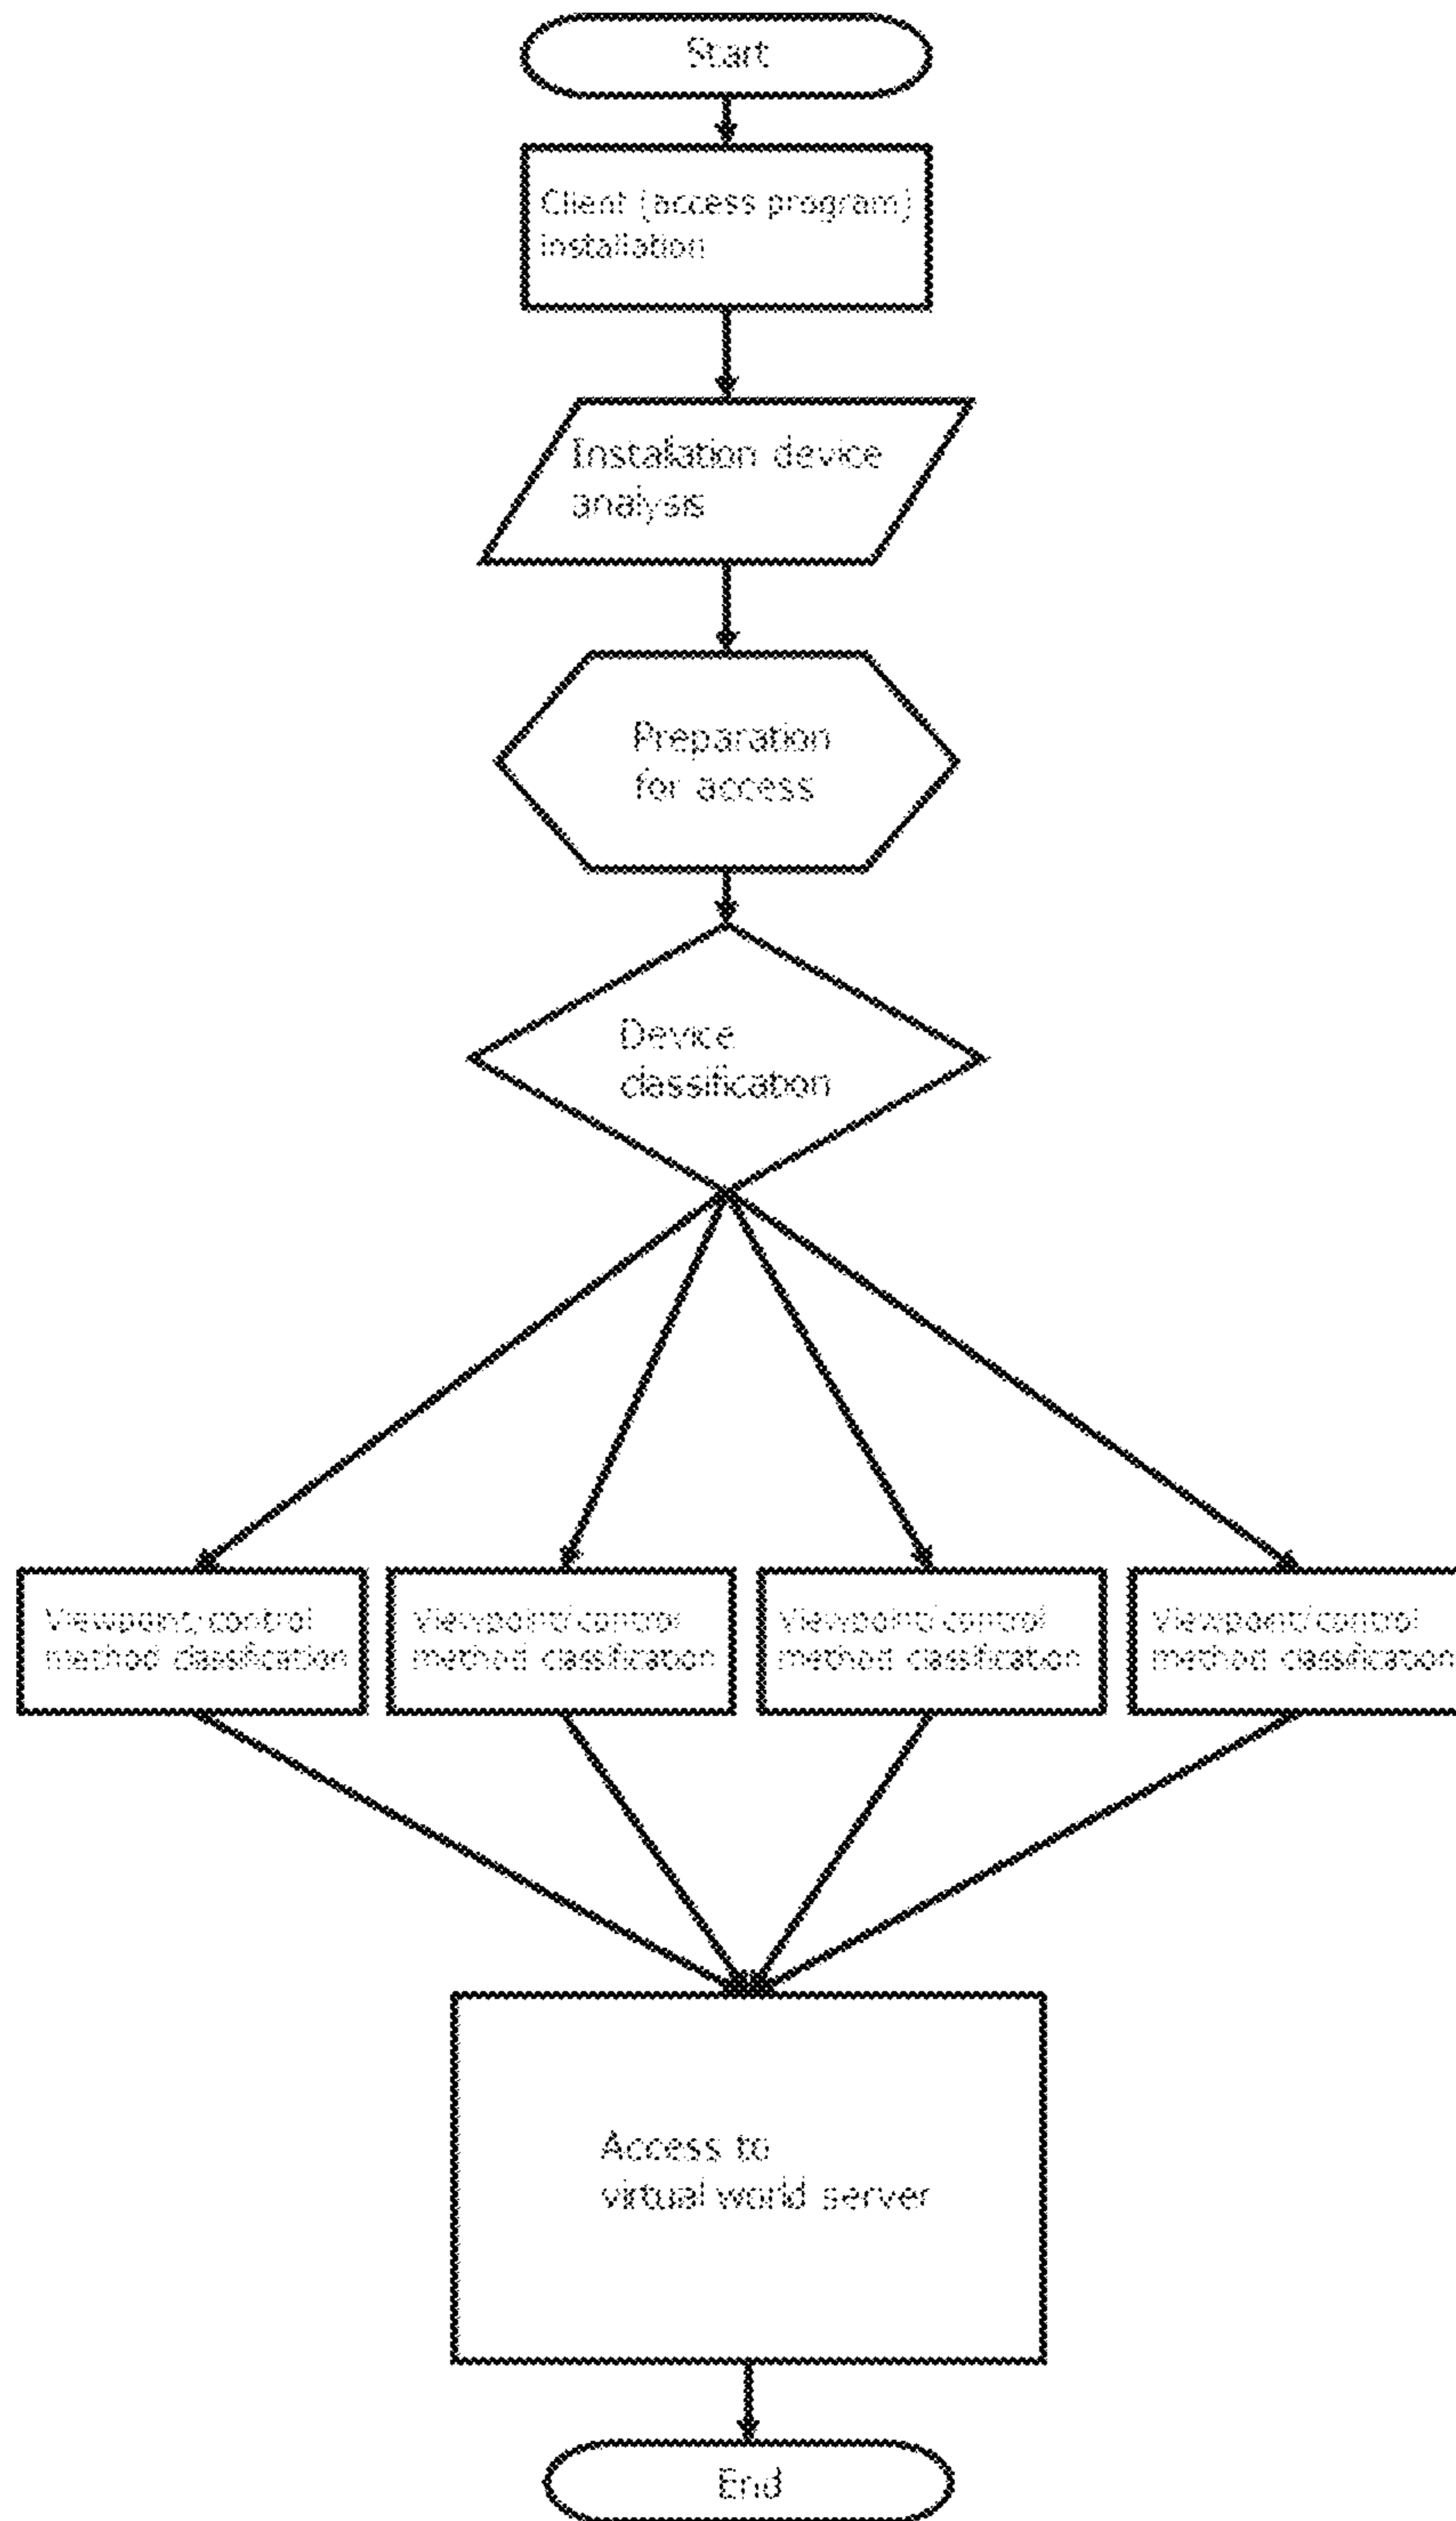 Start
Client (access program)
installation
Installation device
analysis
Preparation
for access
Device
classification
Viewpoint/control
method classification
Viewpoint/control
method classification
Viewpoint/control
method classification
Viewpoint/control
method classification
Access to
virtual world server
End